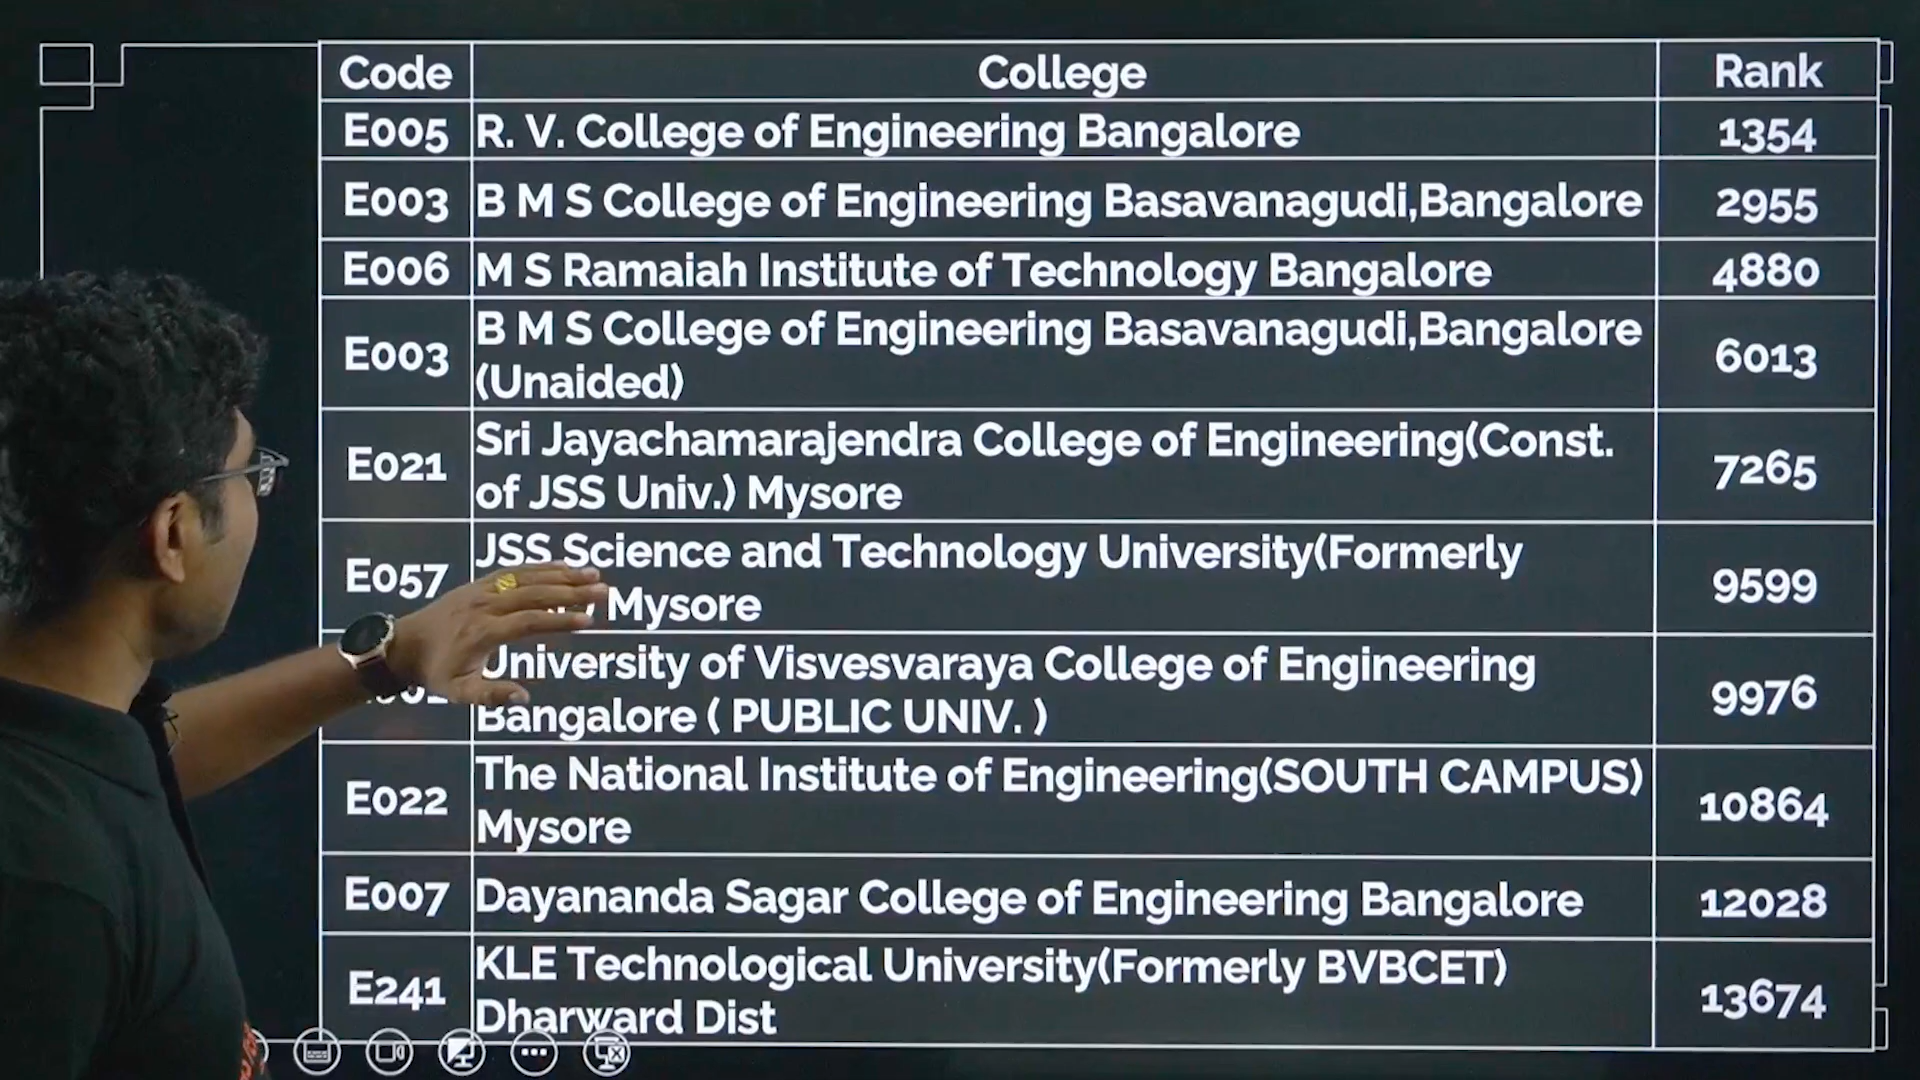 Code College Rank
E005 R. V. College of Engineering Bangalore 1354
E003 B M S College of Engineering Basavanagudi,Bangalore 2955
E006 M S Ramaiah Institute of Technology Bangalore 4880
E003 B M S College of Engineering Basavanagudi,Bangalore
(Unaided) 6013
E021 Sri Jayachamarajendra College of Engineering(Const.
of JSS Univ.) Mysore 7265
E057 JSS Science and Technology University(Formerly
Mysore 9599
University of Visvesvaraya College of Engineering
Bangalore ( PUBLIC UNIV. ) 9976
E022 The National Institute of Engineering(SOUTH CAMPUS)
Mysore 10864
E007 Dayananda Sagar College of Engineering Bangalore 12028
E241 KLE Technological University(Formerly BVBCET)
Dharward Dist 13674